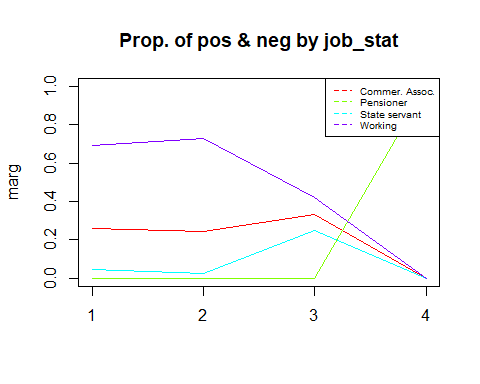 Prop. of pos & neg by job_stat
marg
1.0
0.8
0.6
0.4
0.2
0.0
Commer. Assoc.
Pensioner
State servant
Working
1 2 3 4